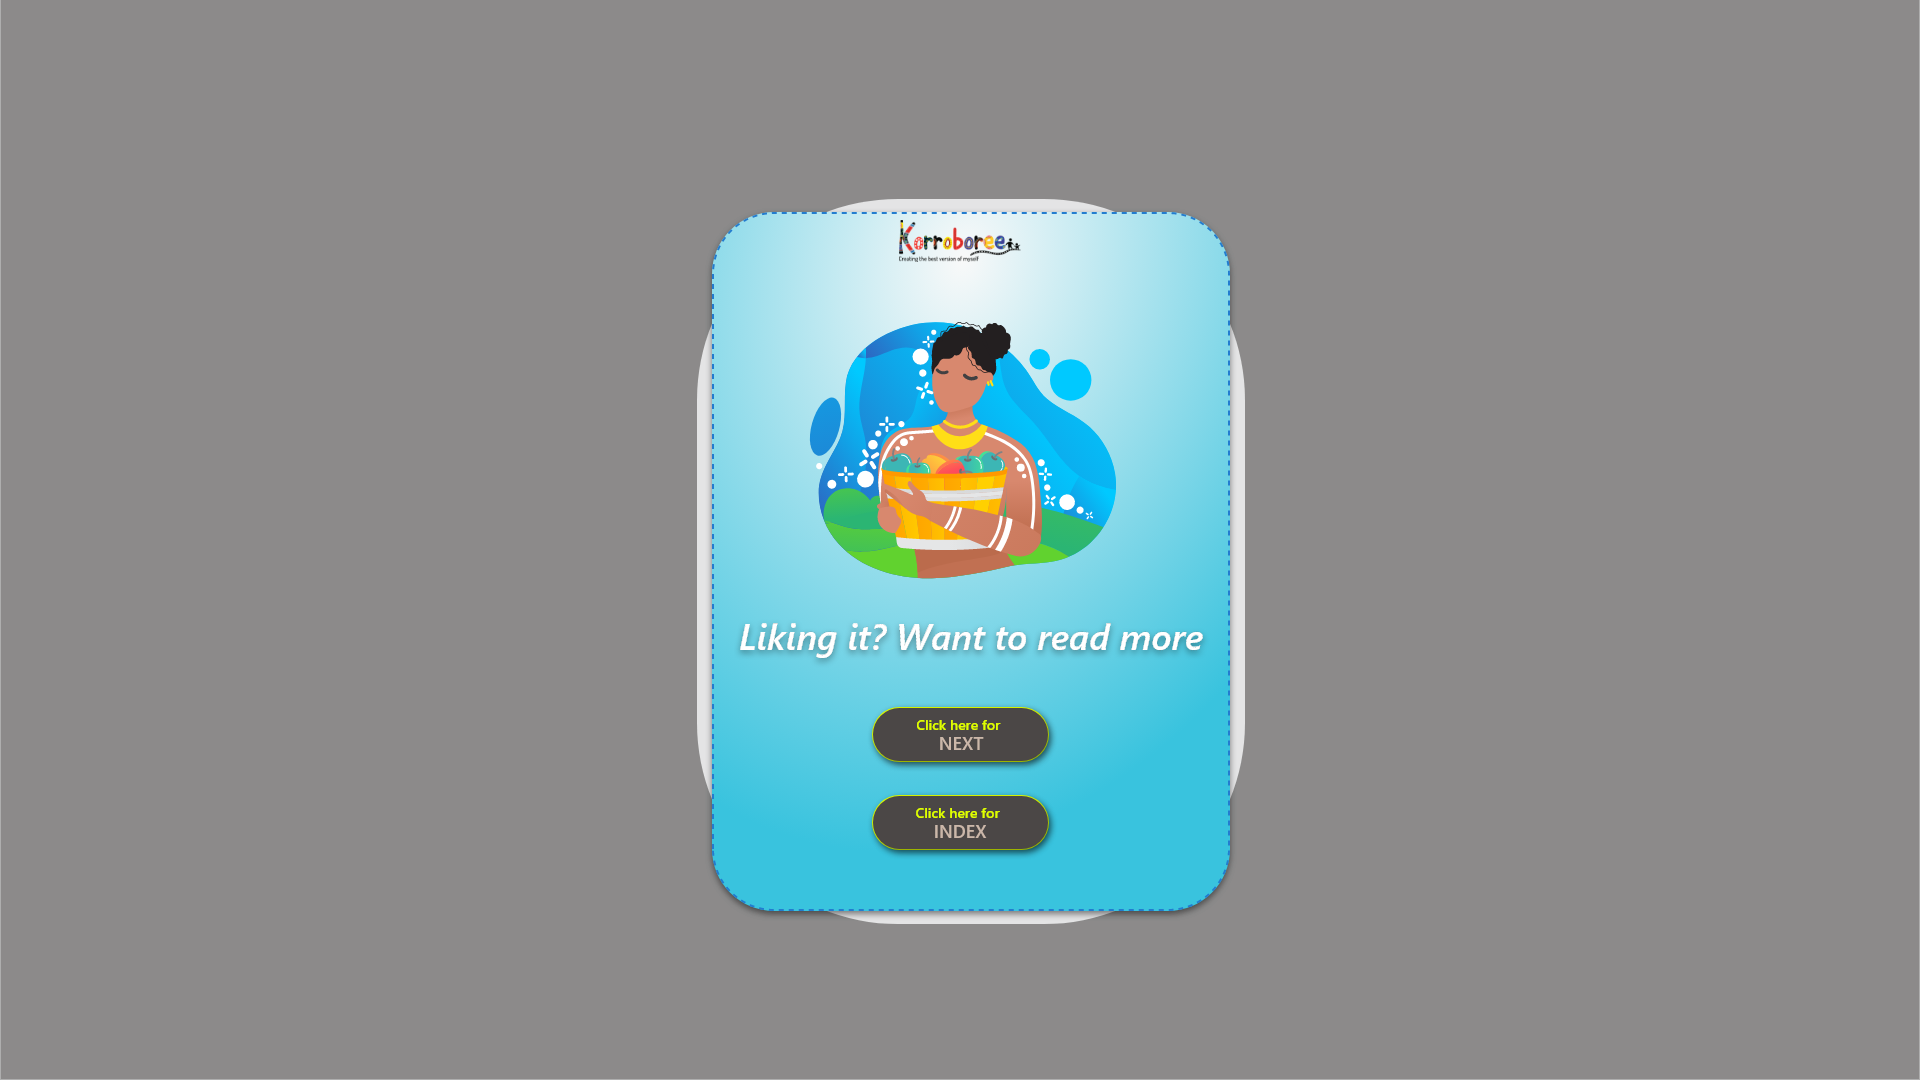 Korroboree
Creating the best version of myself
Liking it? Want to read more
Click here for
NEXT
Click here for
INDEX